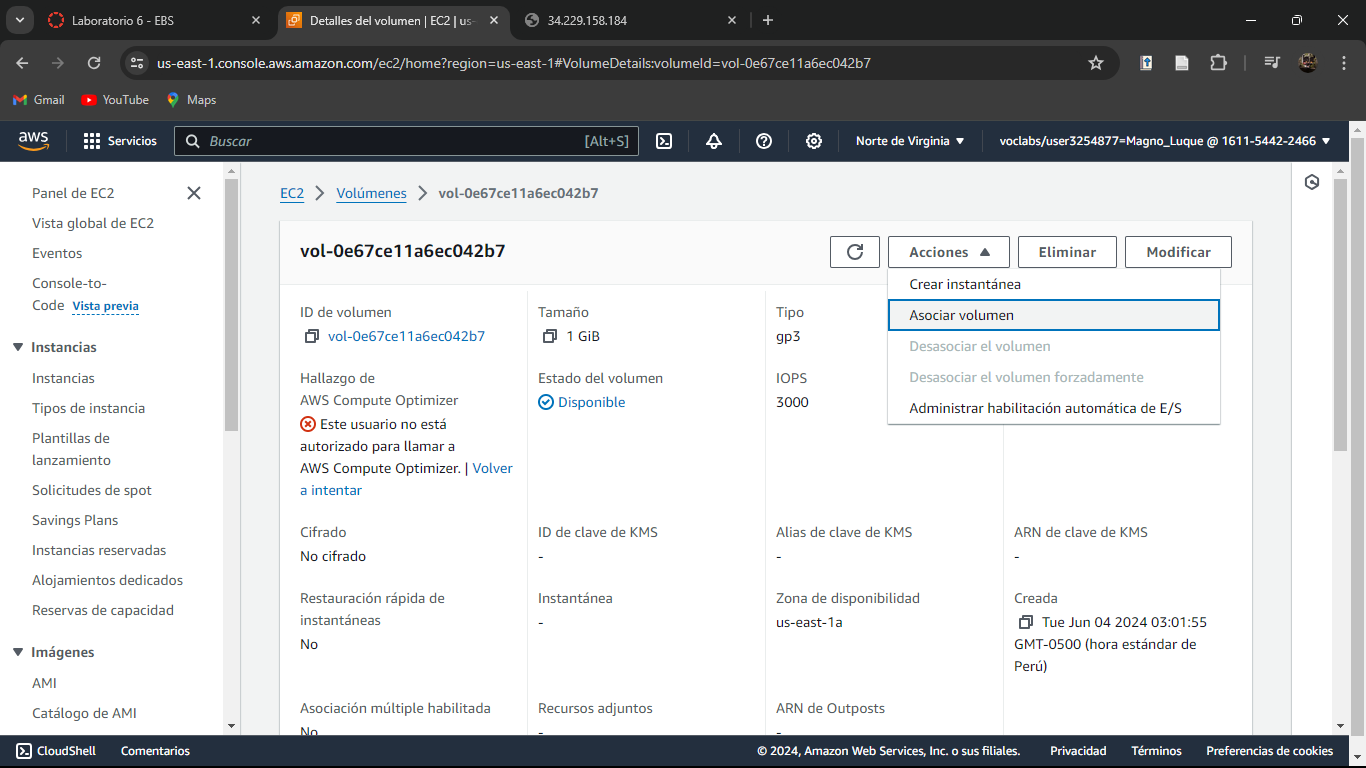 Laboratorio 6 - EBS
Detalles del volumen | EC2 | us-
34.229.158.184
us-east-1.console.aws.amazon.com/ec2/home?region=us-east-1#VolumeDetails:volumeId=vol-0e67ce11a6ec042b7
Gmail
YouTube
Maps
aws
Servicios
Buscar
[Alt+S]
Norte de Virginia
voclabs/user3254877=Magno_Luque @ 1611-5442-2466
Panel de EC2
Vista global de EC2
Eventos
Console-to-
Code Vista previa
Instancias
Instancias
Tipos de instancia
Plantillas de
lanzamiento
Solicitudes de spot
Savings Plans
Instancias reservadas
Alojamientos dedicados
Reservas de capacidad
Imágenes
AMI
Catálogo de AMI
EC2
Volúmenes
vol-0e67ce11a6ec042b7
vol-0e67ce11a6ec042b7
Acciones
Eliminar
Modificar
Crear instantánea
Asociar volumen
Desasociar el volumen
Desasociar el volumen forzadamente
Administrar habilitación automática de E/S
ID de volumen
vol-0e67ce11a6ec042b7
Tamaño
1 GiB
Tipo
gp3
Hallazgo de
AWS Compute Optimizer
Este usuario no está
autorizado para llamar a
AWS Compute Optimizer. | Volver
a intentar
Estado del volumen
Disponible
IOPS
3000
Cifrado
No cifrado
ID de clave de KMS
-
Alias de clave de KMS
-
ARN de clave de KMS
-
Restauración rápida de
instantáneas
No
Instantánea
-
Zona de disponibilidad
us-east-1a
Creada
Tue Jun 04 2024 03:01:55
GMT-0500 (hora estándar de
Perú)
Asociación múltiple habilitada
No
Recursos adjuntos
-
ARN de Outposts
-
CloudShell
Comentarios
© 2024, Amazon Web Services, Inc. o sus filiales.
Privacidad
Términos
Preferencias de cookies